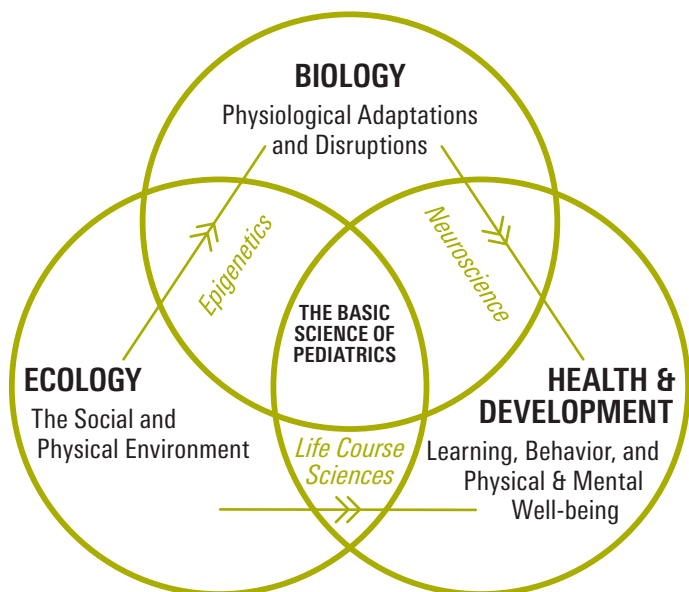 BIOLOGY
Physiological Adaptations
and Disruptions
Epigenetics
Neuroscience
THE BASIC
SCIENCE OF
PEDIATRICS
ECOLOGY
The Social and
Physical Environment
HEALTH &
DEVELOPMENT
Learning, Behavior, and
Physical & Mental
Well-being
Life Course
Sciences